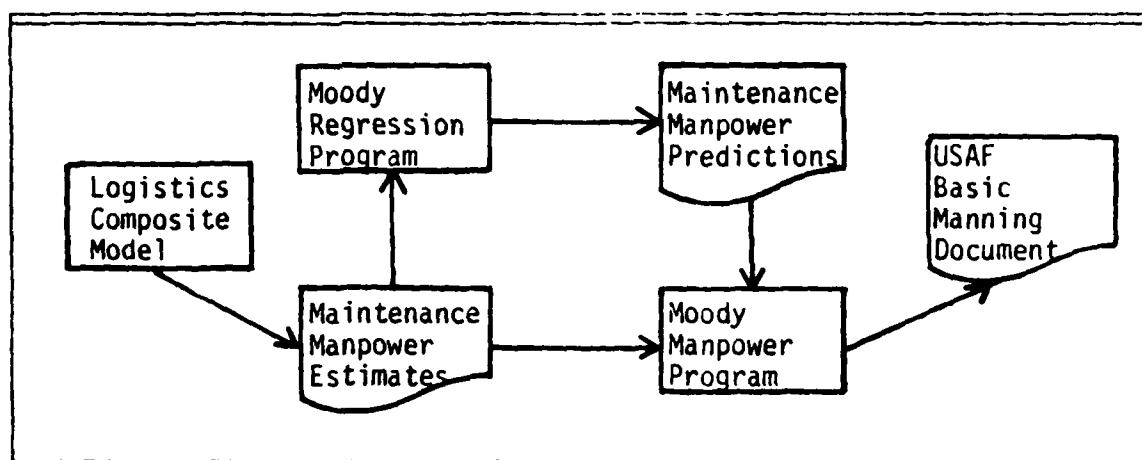 Moody
Regression
Program
Maintenance
Manpower
Predictions
USAF
Basic
Manning
Document
Logistics
Composite
Model
Maintenance
Manpower
Estimates
Moody
Manpower
Program